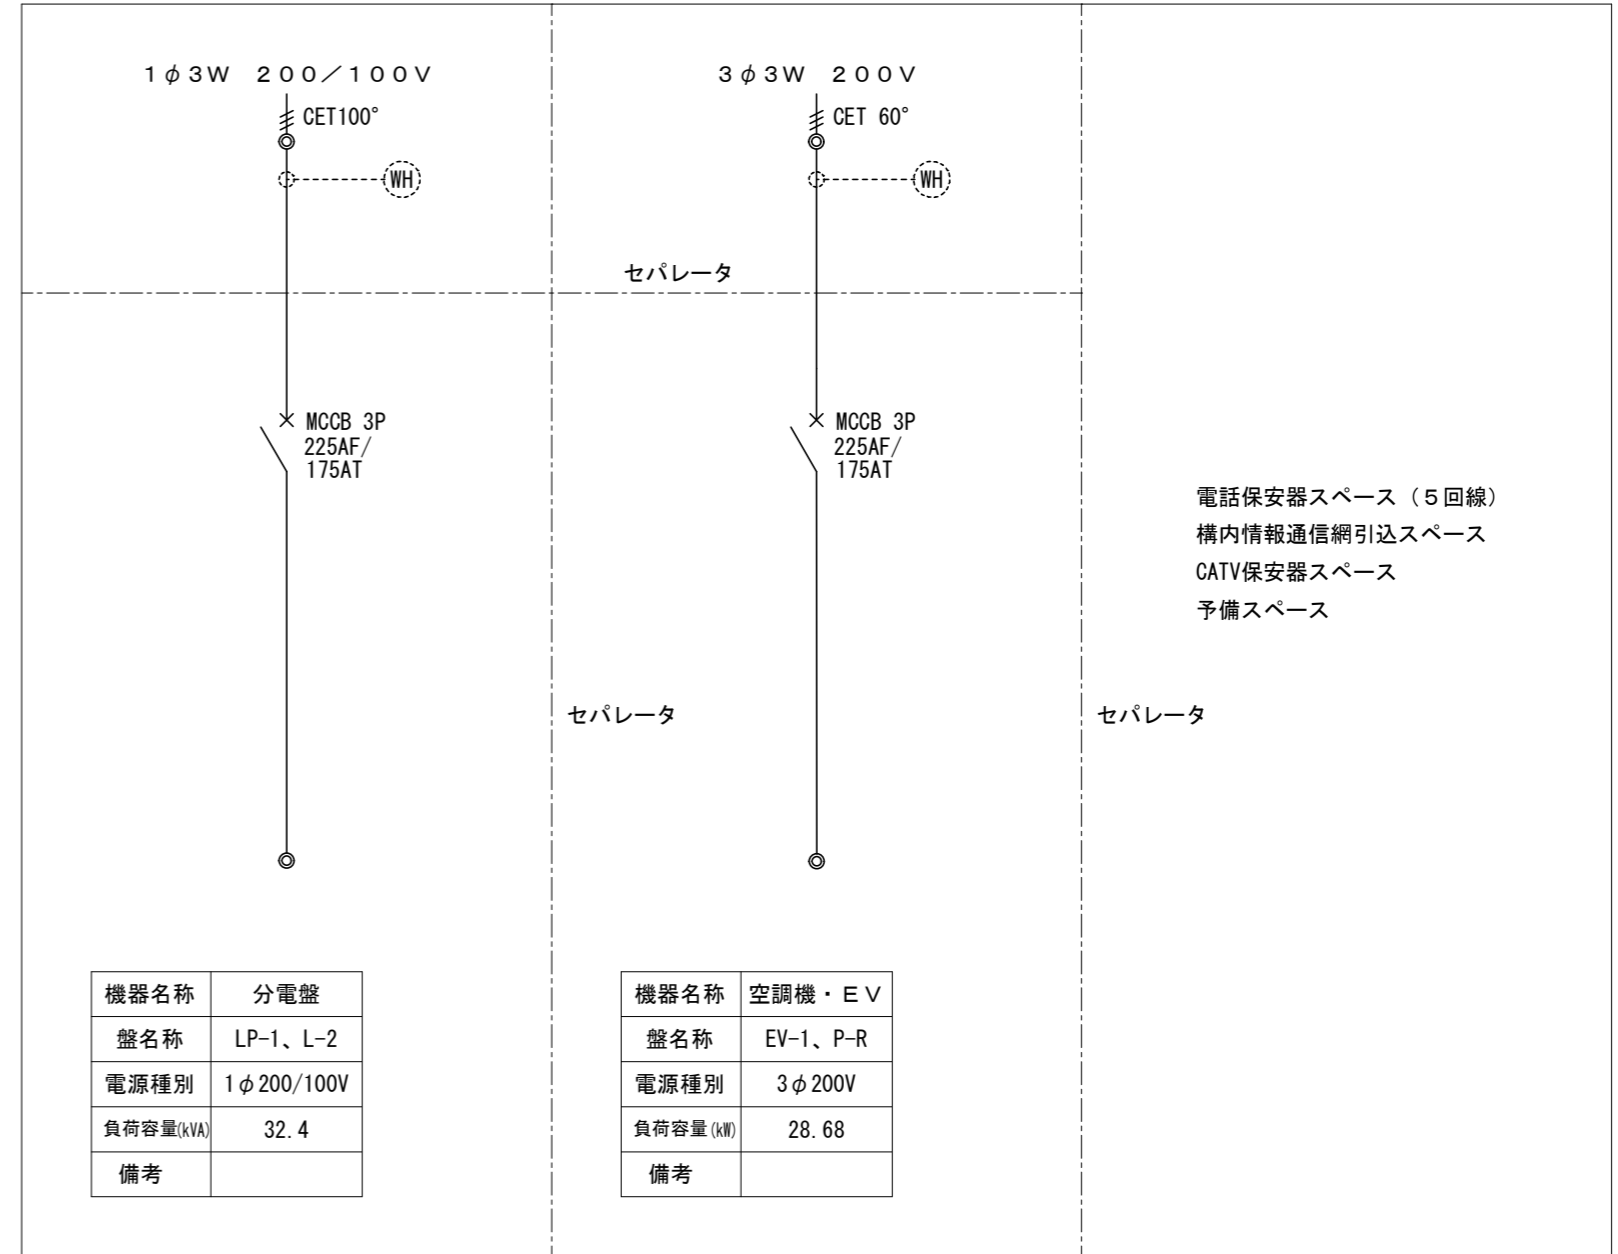 1φ3W 200/100V
CET100°
WH
3φ3W 200V
CET 60°
WH
セパレータ
MCCB 3P
225AF/
175AT
MCCB 3P
225AF/
175AT
電話保安器スペース(5回線)
構内情報通信網引込スペース
CATV保安器スペース
予備スペース
セパレータ
セパレータ
機器名称 分電盤
盤名称 LP-1、L-2
電源種別 1φ200/100V
負荷容量(kVA) 32.4
備考
機器名称 空調機・EV
盤名称 EV-1、P-R
電源種別 3φ200V
負荷容量(kW) 28.68
備考